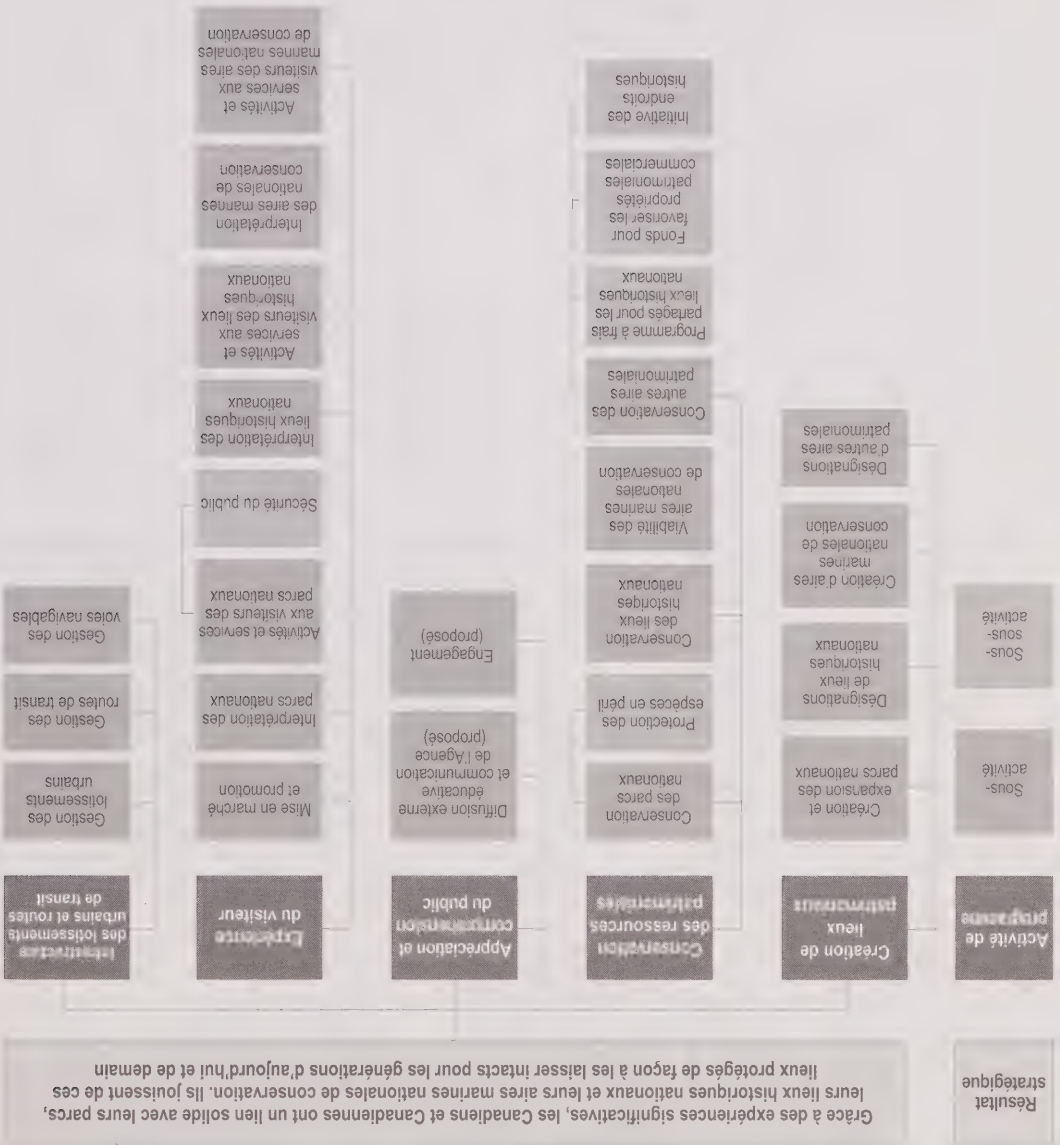 Résultat
stratégique
Grâce à des expériences significatives, les Canadiens et Canadiennes ont un lien solide avec leurs parcs,
leurs lieux historiques nationaux et leurs aires marines nationales de conservation. Ils jouissent de ces
lieux protégés de façon à les laisser intacts pour les générations d'aujourd'hui et de demain
Activité de
programme
Sous-
activité
Sous-
sous-
activité
Création de
lieux
patrimoniaux
Création et
expansion des
parcs nationaux
Désignations
de lieux
historiques
nationaux
Création d'aires
marines
nationales de
conservation
Désignations
d'autres aires
patrimoniales
Conservation
des ressources
patrimoniales
Conservation
des parcs
nationaux
Protection des
espèces en péril
Conservation
des lieux
historiqes
nationaux
Viabilité des
aires marines
nationales
de conservation
Conservation des
autres aires
patrimoniales
Programme à frais
partagés pour les
lieux historiques
nationaux
Fonds pour
favoriser les
propriétés
patrimoniales
commerciales
Initiative des
endroits
historiques
Appréciation et
compréhension
du public
Diffusion externe
éducative
et communication
de l'Agence
(proposé)
Engagement
(proposé)
Expérience
du visiteur
Mise en marché
et promotion
Interprétation des
parcs nationaux
Activités et services
aux visiteurs des
parcs nationaux
Sécurité du public
Interprétation des
lieux historiques
nationaux
Activités et
services aux
visiteurs des lieux
historiques
nationaux
Interprétation
des aires marines
nationales de
conservation
Activités et
services aux
visiteurs des aires
marines nationales
de conservation
Infrastructure
des lotissements
urbains et routes
de transit
Gestion des
lotissements
urbains
Gestion des
routes de transit
Gestion des
voies navigables